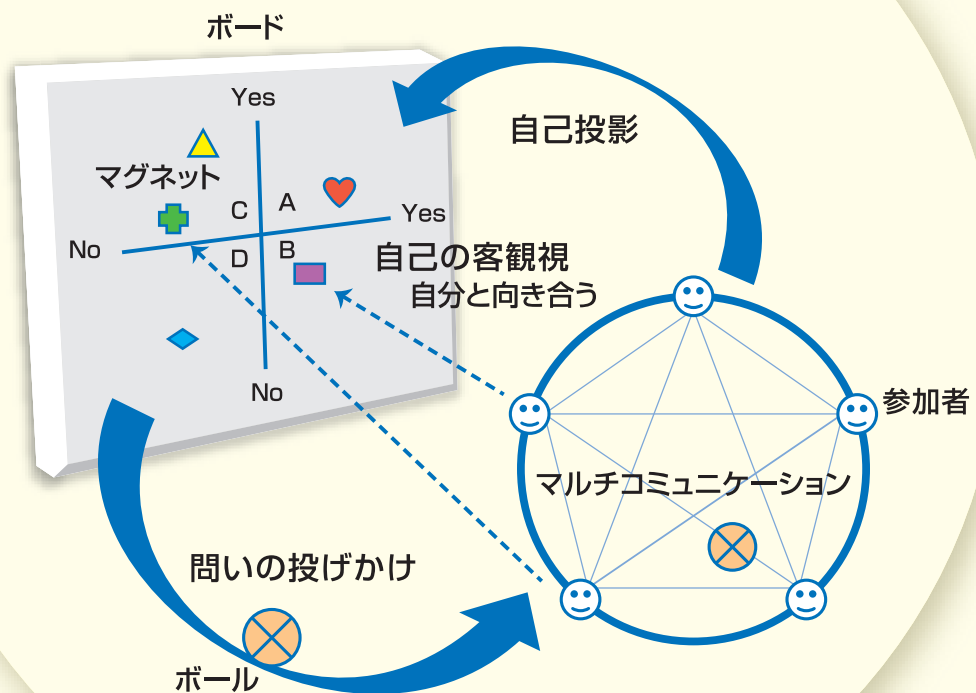 ボード
Yes
自己投影
マグネット
C
A
Yes
No
D
B
自己の客観視
自分と向き合う
No
参加者
マルチコミュニケーション
問いの投げかけ
ボール